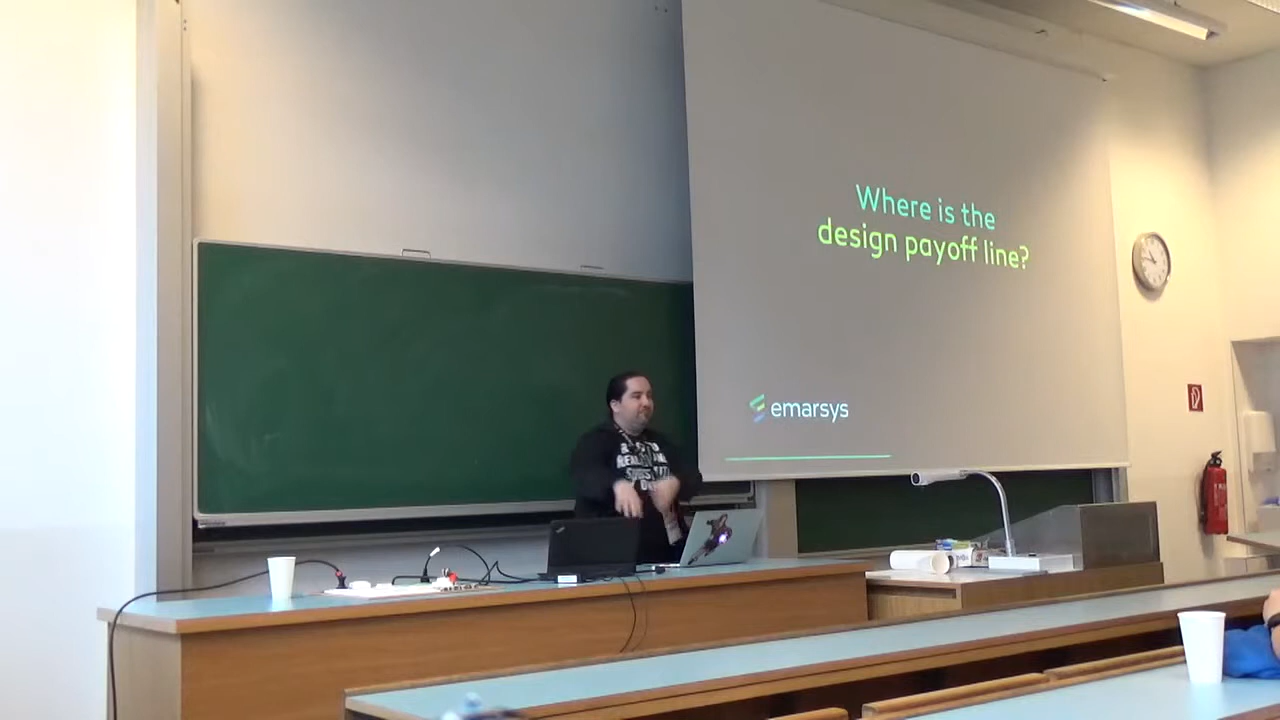 Where is the
design payoff line?
emarsys